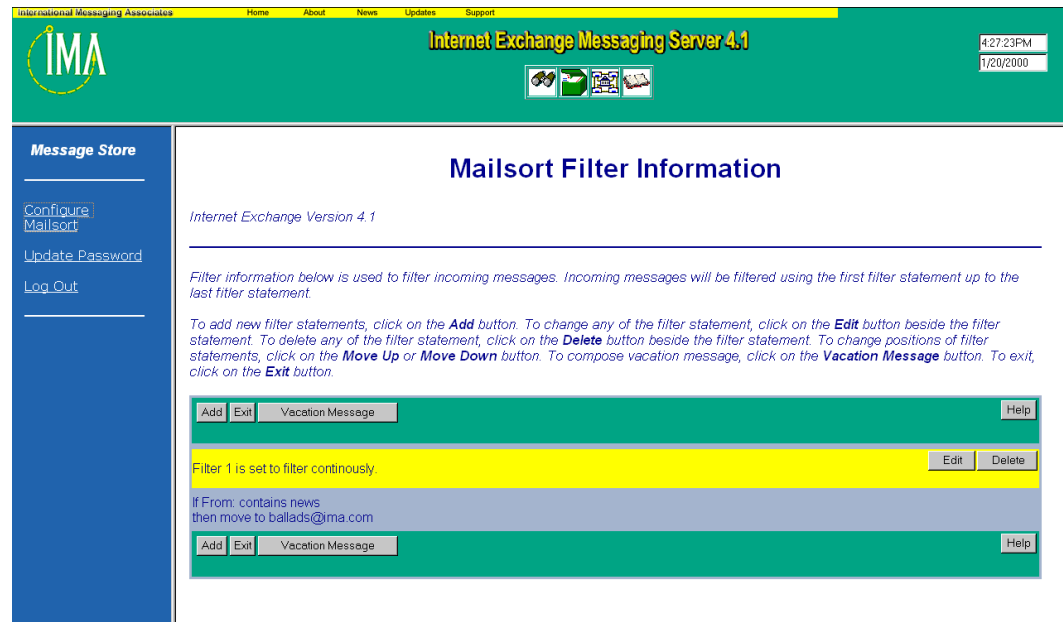 International Messaging Associates Home About News Updates Support
IMA
Internet Exchange Messaging Server 4.1
4:27:23PM
1/20/2000
Message Store
Configure
Mailsort
Update Password
Log Out
Mailsort Filter Information
Internet Exchange Version 4.1
Filter information below is used to filter incoming messages. Incoming messages will be filtered using the first filter statement up to the
last fitler statement.
To add new filter statements, click on the Add button. To change any of the filter statement, click on the Edit button beside the filter
statement. To delete any of the filter statement, click on the Delete button beside the filter statement. To change positions of filter
statements, click on the Move Up or Move Down button. To compose vacation message, click on the Vacation Message button. To exit,
click on the Exit button.
Add Exit Vacation Message Help
Filter 1 is set to filter continously. Edit Delete
If From: contains news
then move to ballads@ima.com
Add Exit Vacation Message Help